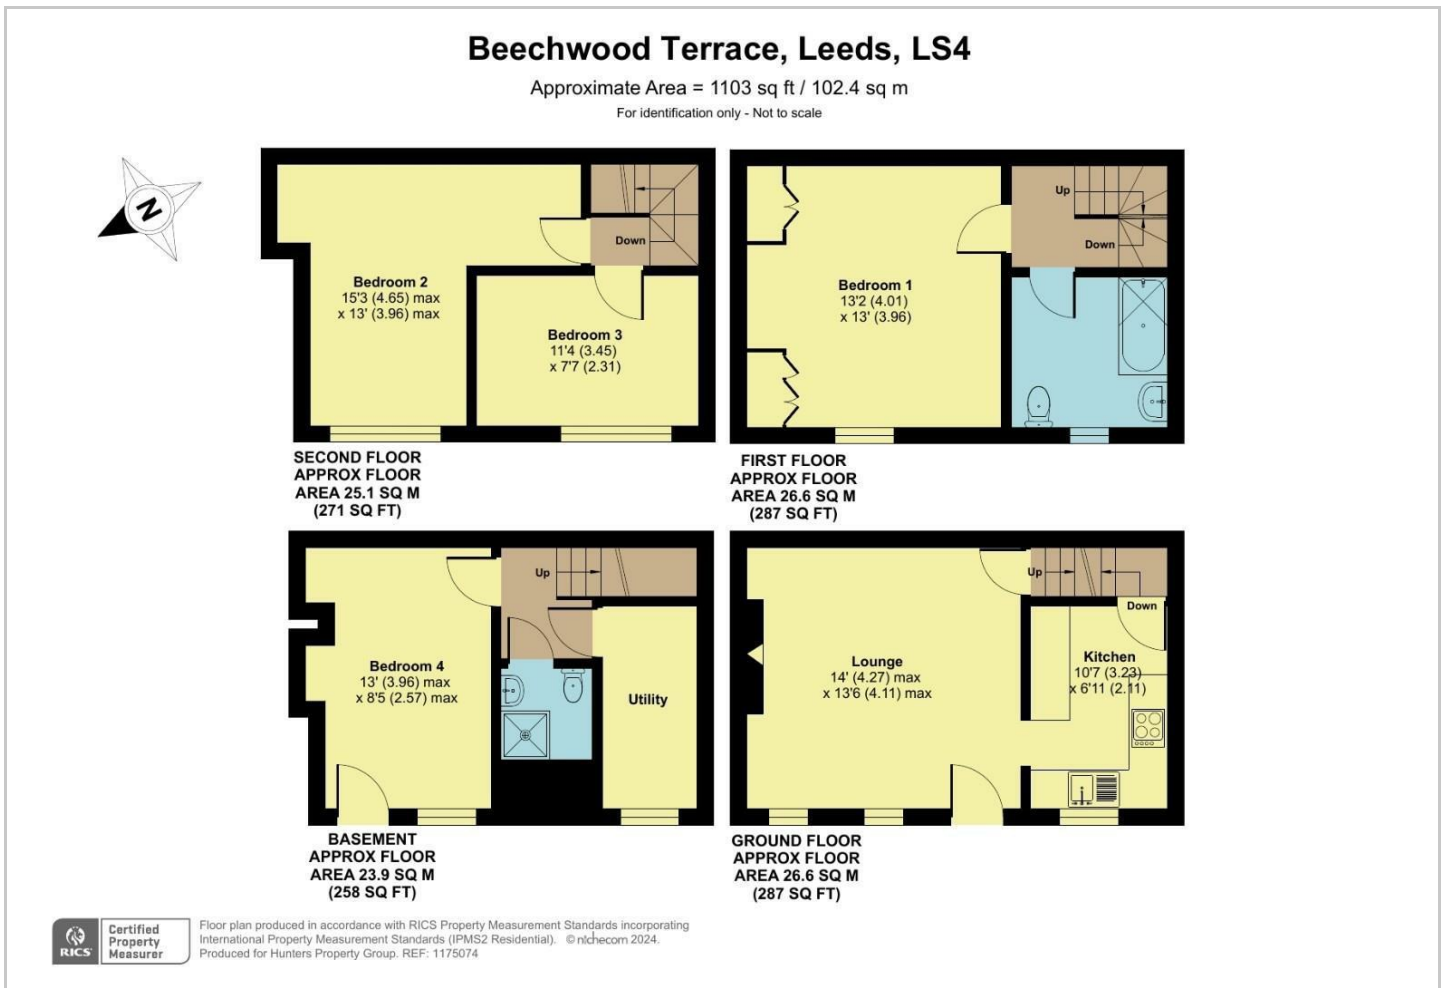 Beechwood Terrace, Leeds, LS4
Approximate Area = 1103 sq ft / 102.4 sq m
For identification only - Not to scale
N
Bedroom 2
15'3 (4.65) max
x 13' (3.96) max
Down
Bedroom 3
11'4 (3.45)
x 7'7 (2.31)
SECOND FLOOR
APPROX FLOOR
AREA 25.1 SQ M
(271 SQ FT)
Bedroom 1
13'2 (4.01)
x 13' (3.96)
Up
Down
FIRST FLOOR
APPROX FLOOR
AREA 26.6 SQ M
(287 SQ FT)
Up
Bedroom 4
13' (3.96) max
x 8'5 (2.57) max
Utility
BASEMENT
APPROX FLOOR
AREA 23.9 SQ M
(258 SQ FT)
Up
Down
Lounge
14' (4.27) max
x 13'6 (4.11) max
Kitchen
10'7 (3.23)
x 6'11 (2.11)
GROUND FLOOR
APPROX FLOOR
AREA 26.6 SQ M
(287 SQ FT)
RICS
Certified
Property
Measurer
Floor plan produced in accordance with RICS Property Measurement Standards incorporating
International Property Measurement Standards (IPMS2 Residential). © nichecom 2024.
Produced for Hunters Property Group. REF: 1175074